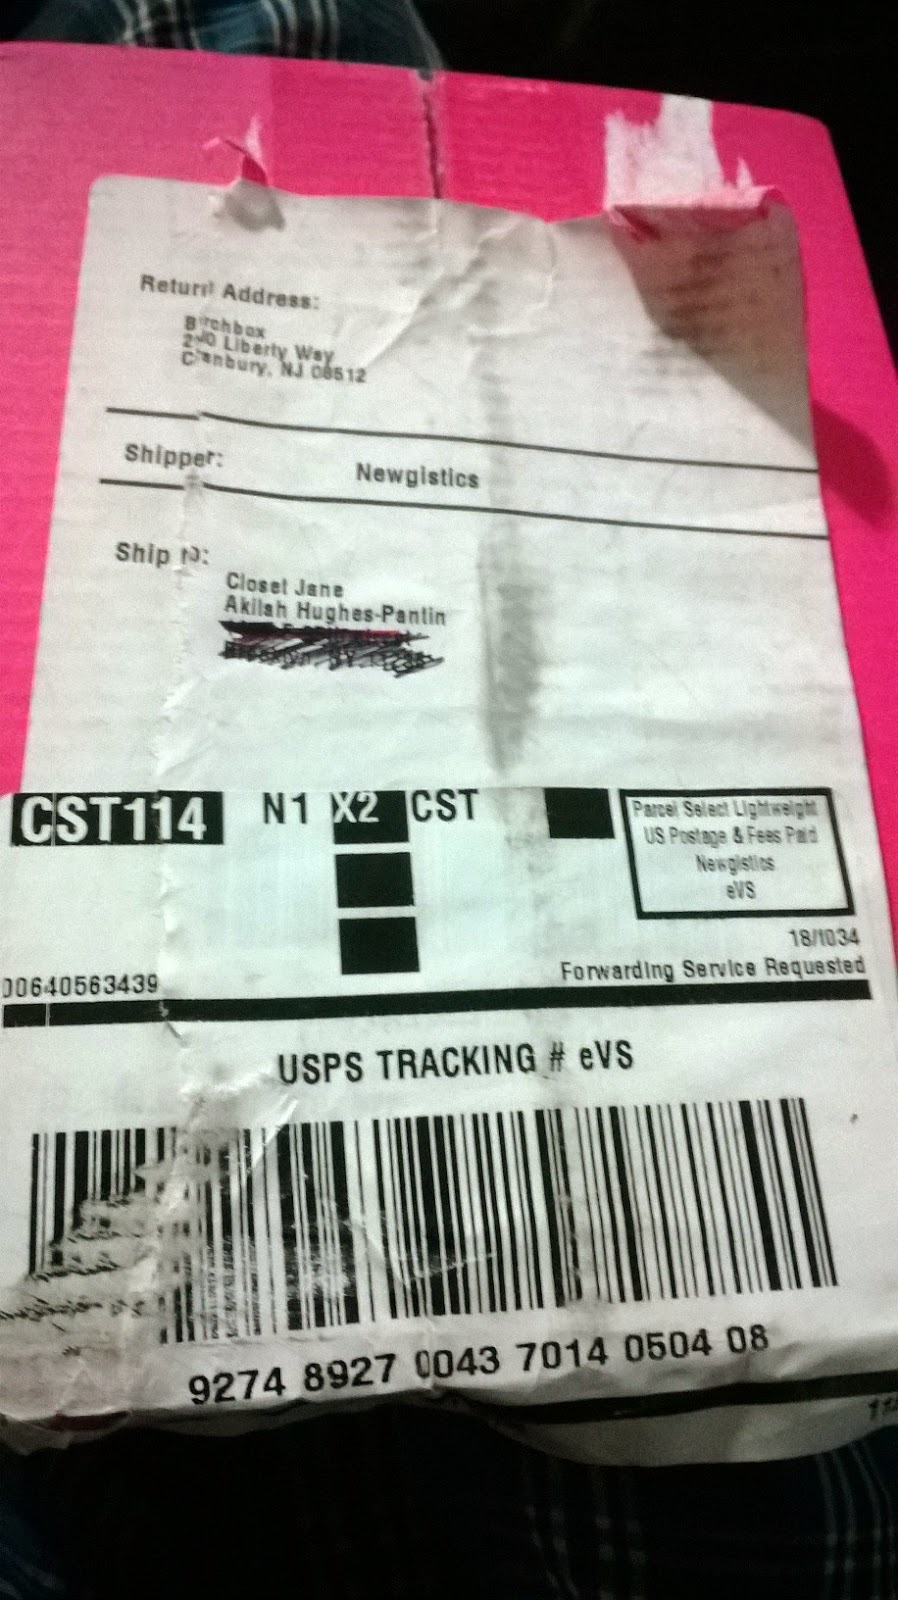 Return Address:
Birchbox
Liberty Way
Cranbury, NJ 08512
Shipper: Newgistics
Ship To:
Closet Jane
Akilah Hughes-Pantin
CST114 N1 X2 CST
Parcel Select Lightweight
US Postage & Fees Paid
Newgistics
eVS
18/1034
Forwarding Service Requested
00640563439
USPS TRACKING # eVS
9274 8927 0043 7014 0504 08